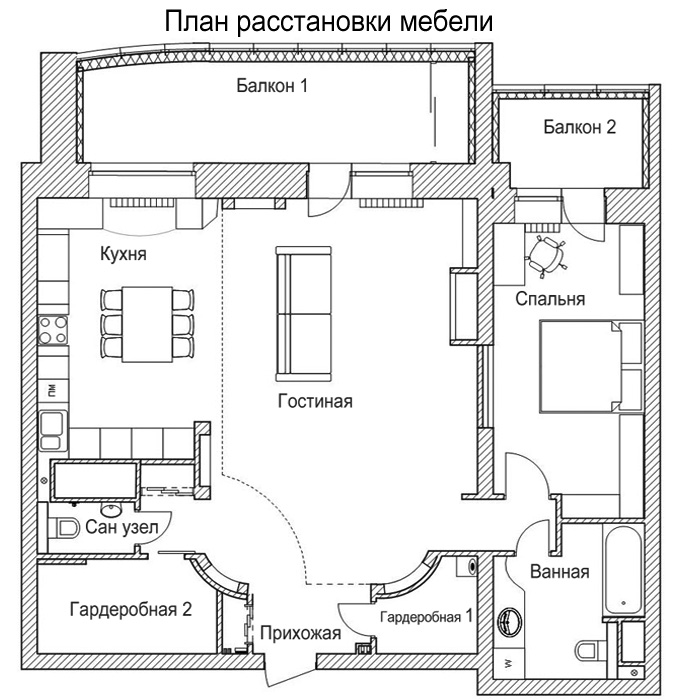 План расстановки мебели
Балкон 1
Балкон 2
Кухня
Спальня
Гостиная
ПМ
Сан узел
Ванная
Гардеробная 2
Прихожая
Гардеробная 1
W